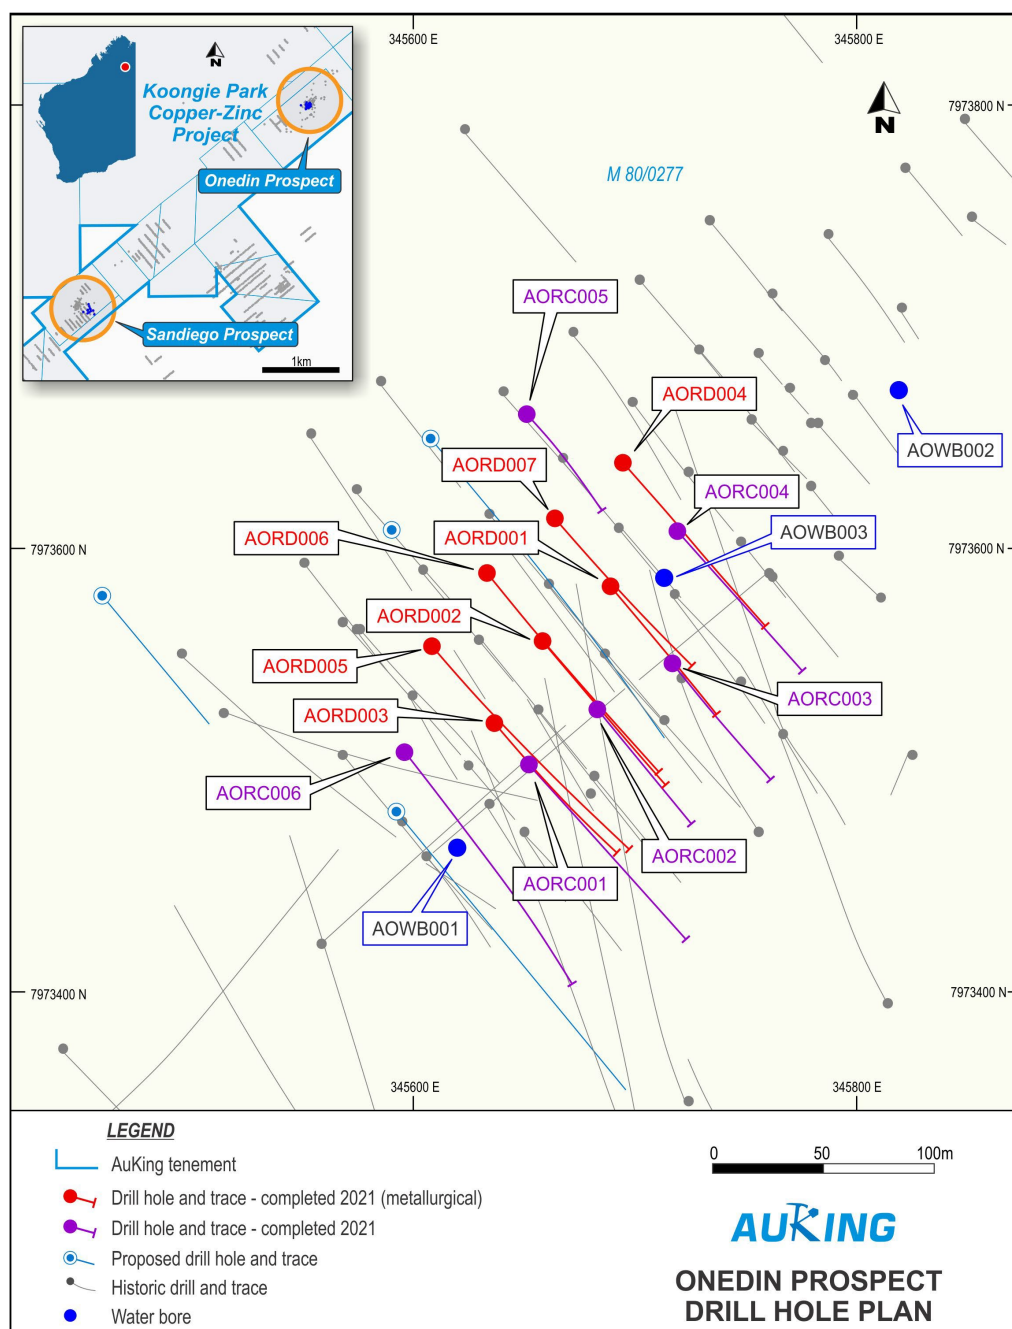 345600 E
345800 E
N
Koongie Park
Copper-Zinc
Project
Onedin Prospect
Sandiego Prospect
1km
7973800 N
N
M 80/0277
AORC005
AORD004
AOWB002
AORD007
AORC004
AORD006
AORD001
AOWB003
7973600 N
7973600 N
AORD002
AORD005
AORC003
AORD003
AORC006
AORC002
AORC001
AOWB001
7973400 N
7973400 N
345600 E
345800 E
LEGEND
AuKing tenement
Drill hole and trace - completed 2021 (metallurgical)
Drill hole and trace - completed 2021
Proposed drill hole and trace
Historic drill and trace
Water bore
0 50 100m
AUKING
ONEDIN PROSPECT
DRILL HOLE PLAN